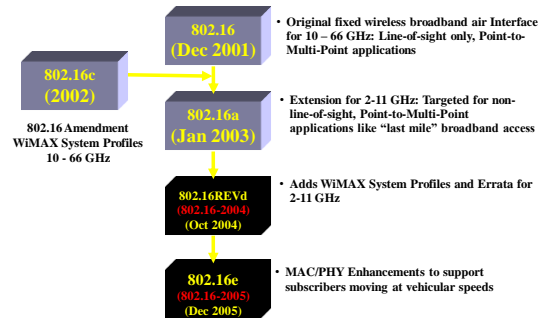 802.16
(Dec 2001)
• Original fixed wireless broadband air Interface
for 10 – 66 GHz: Line-of-sight only, Point-to-
Multi-Point applications
802.16c
(2002)
802.16 Amendment
WiMAX System Profiles
10 - 66 GHz
802.16a
(Jan 2003)
• Extension for 2-11 GHz: Targeted for non-
line-of-sight, Point-to-Multi-Point
applications like “last mile” broadband access
802.16REVd
(802.16-2004)
(Oct 2004)
• Adds WiMAX System Profiles and Errata for
2-11 GHz
802.16e
(802.16-2005)
(Dec 2005)
• MAC/PHY Enhancements to support
subscribers moving at vehicular speeds